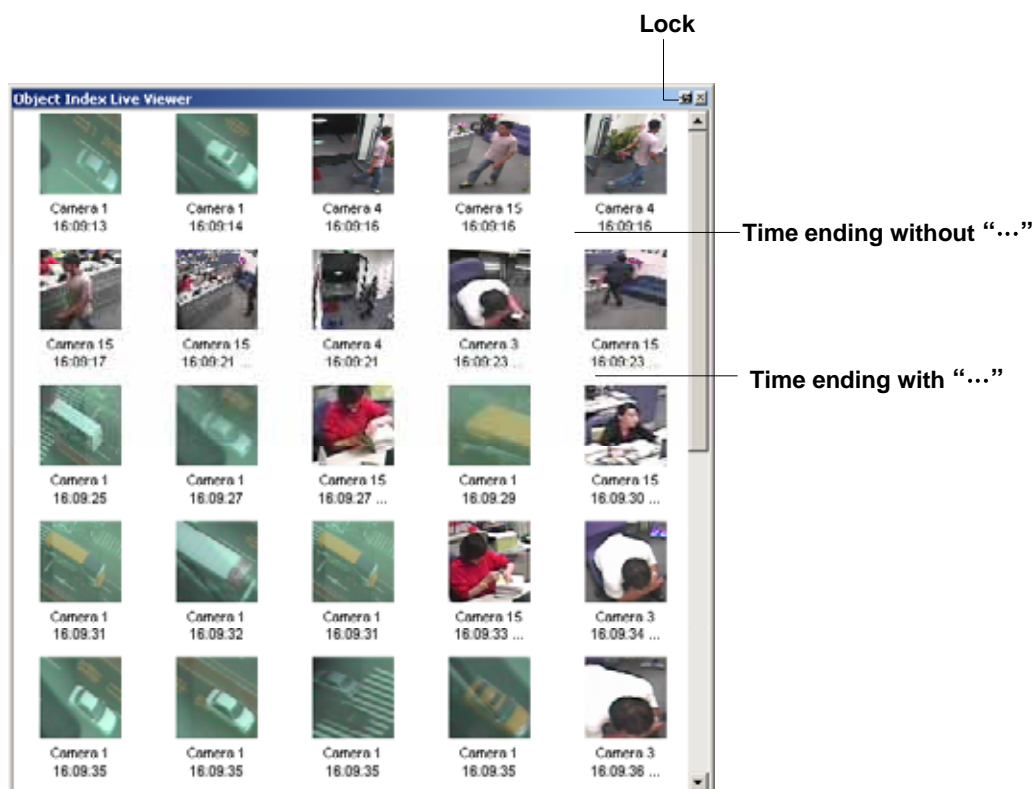 Lock
Object Index Live Viewer
Camera 1 Camera 1 Camera 4 Camera 15 Camera 4
16:09:13 16:09:14 16:09:16 16:09:16 16:09:16
Time ending without “…”
Camera 15 Camera 15 Camera 4 Camera 3 Camera 15
16:09:17 16:09:21 ... 16:09:21 16:09:23 ... 16:09:23 ...
Time ending with “…”
Camera 1 Camera 1 Camera 15 Camera 1 Camera 15
16:09:25 16:09:27 16:09:27 ... 16:09:29 16:09:30 ...
Camera 1 Camera 1 Camera 1 Camera 15 Camera 3
16:09:31 16:09:32 16:09:31 16:09:33 ... 16:09:34 ...
Camera 1 Camera 1 Camera 1 Camera 1 Camera 3
16:09:35 16:09:35 16:09:35 16:09:35 16:09:36 ...